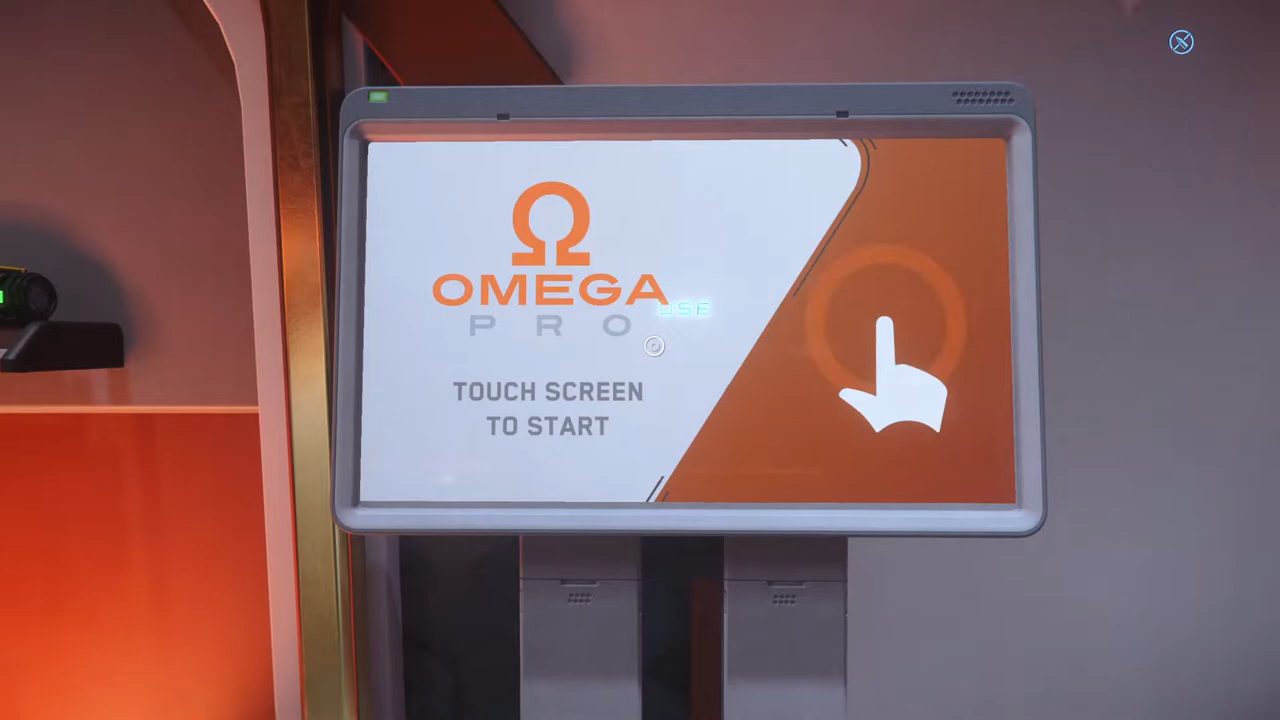 Ω
OMEGA
USE
PRO
TOUCH SCREEN
TO START